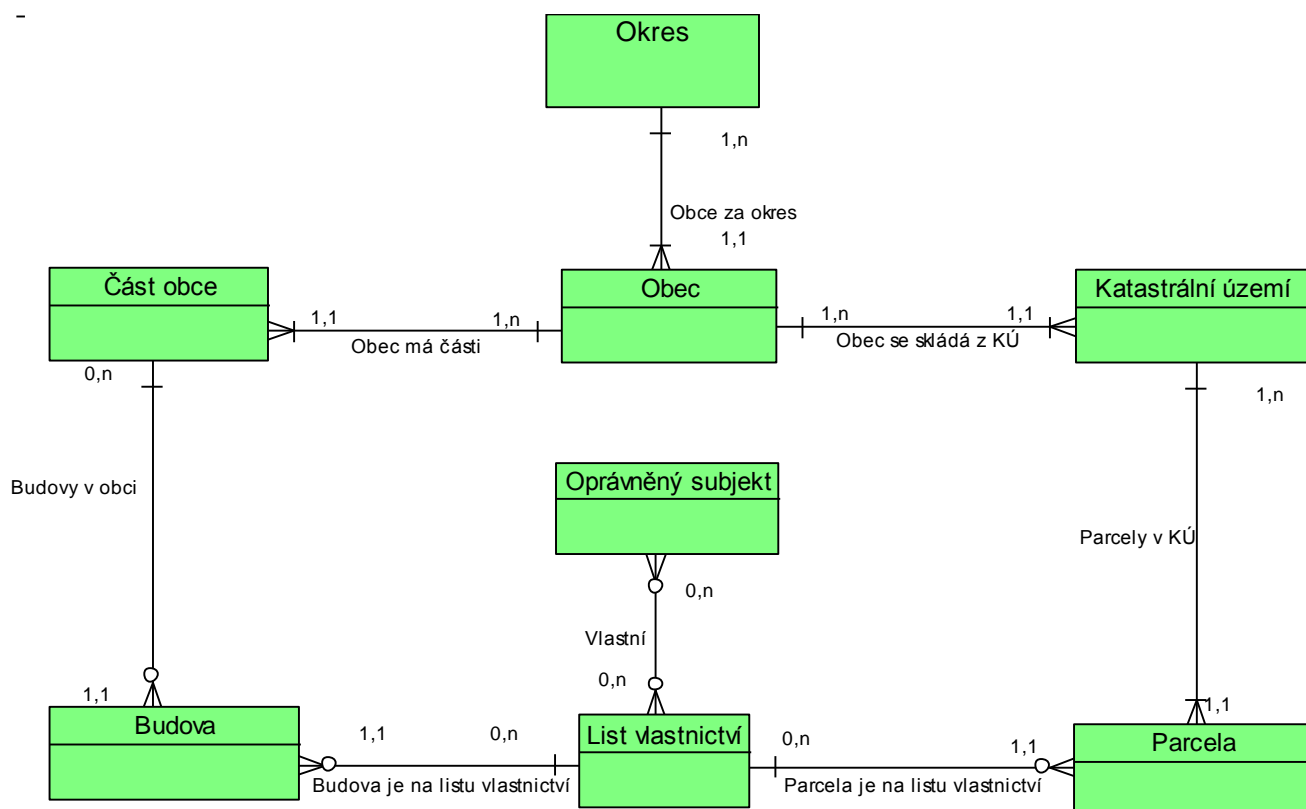 Okres
1,n
Obce za okres
1,1
Část obce
Obec
Katastrální území
1,1
1,n
Obec má části
1,n
1,1
Obec se skládá z KÚ
0,n
1,n
Budovy v obci
Oprávněný subjekt
0,n
Parcely v KÚ
Vlastní
0,n
1,1
1,1
Budova
List vlastnictví
Parcela
1,1
0,n
Budova je na listu vlastnictví
0,n
1,1
Parcela je na listu vlastnictví